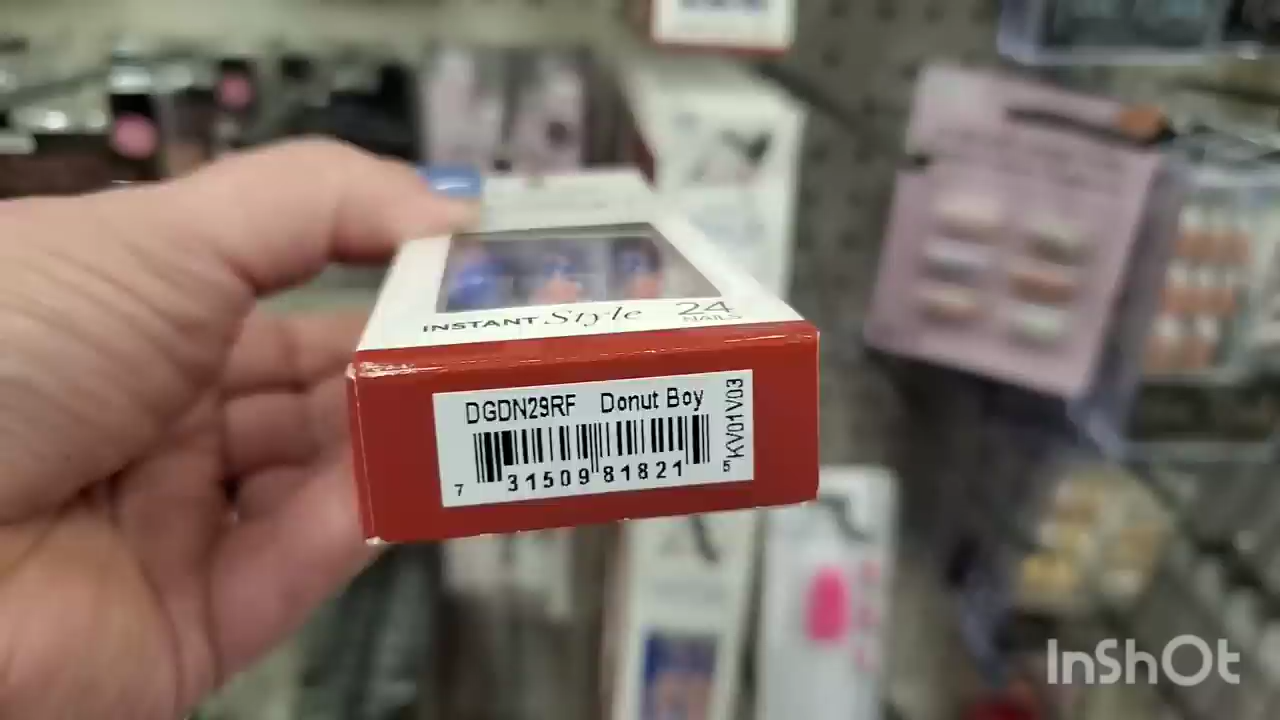 INSTANT Style 24
NAILS
DGDN29RF Donut Boy
KV01V03
7 31509 81821 5
InShOt